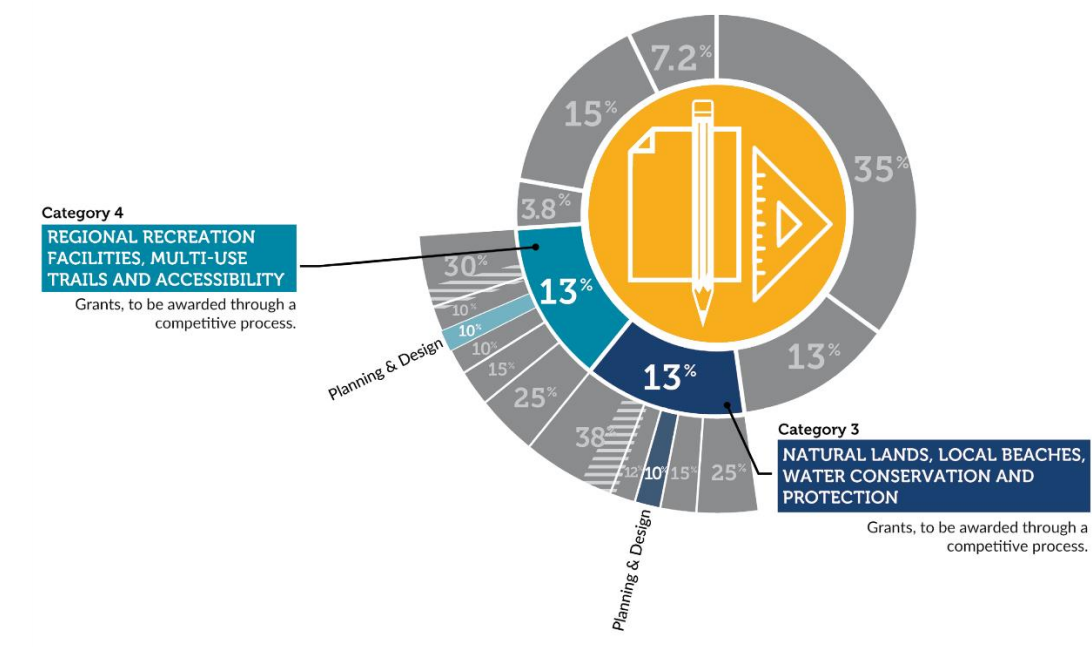 7.2%
15%
35%
3.8%
Category 4
REGIONAL RECREATION
FACILITIES, MULTI-USE
TRAILS AND ACCESSIBILITY
Grants, to be awarded through a
competitive process.
30%
13%
10%
10%
Planning & Design
10%
15%
25%
13%
13%
38%
12%
10%
15%
25%
Planning & Design
Category 3
NATURAL LANDS, LOCAL BEACHES,
WATER CONSERVATION AND
PROTECTION
Grants, to be awarded through a
competitive process.